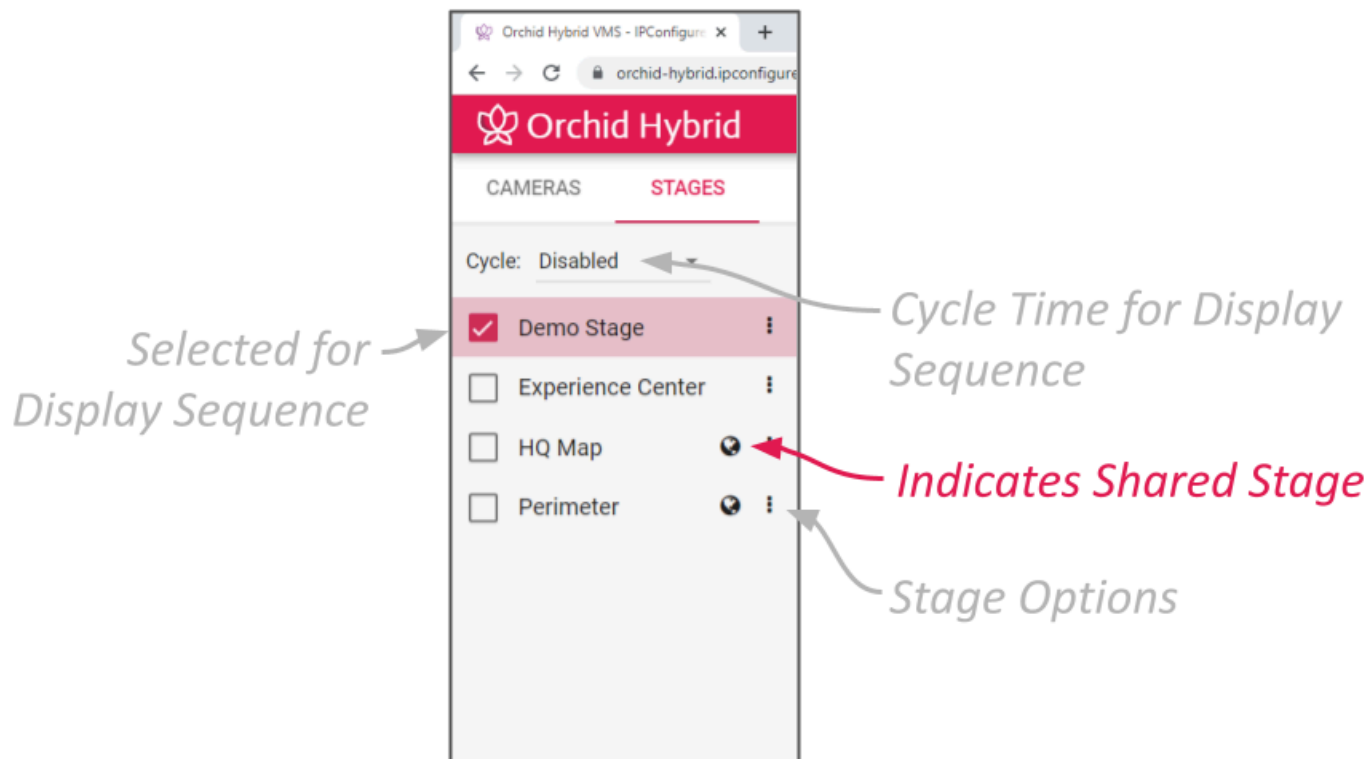 Orchid Hybrid VMS - IPConfigure
orchid-hybrid.ipconfigure
Orchid Hybrid
CAMERAS STAGES
Cycle: Disabled
Demo Stage
Experience Center
HQ Map
Perimeter
Selected for
Display Sequence
Cycle Time for Display
Sequence
Indicates Shared Stage
Stage Options